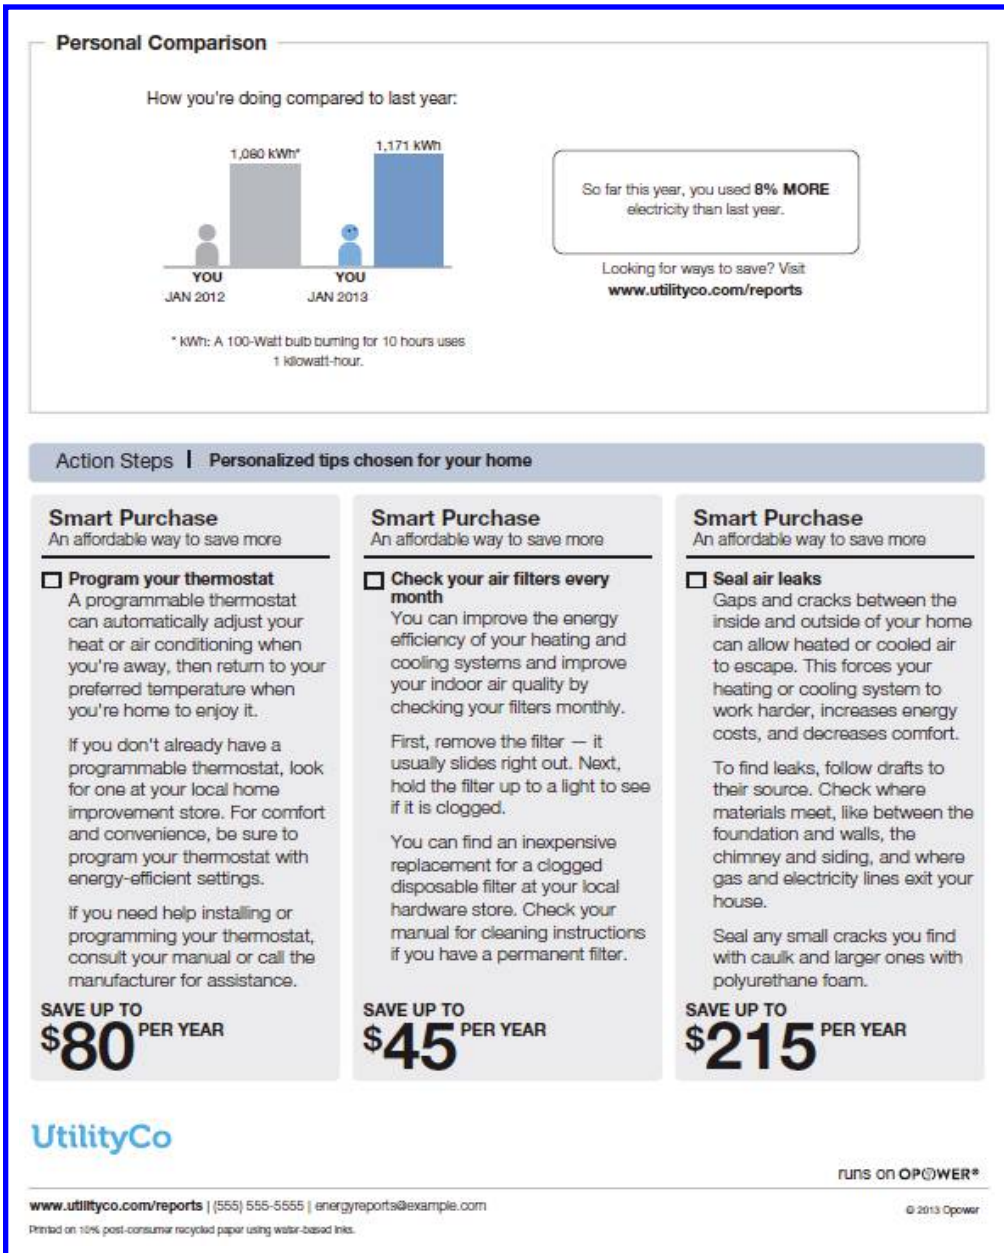 Personal Comparison
How you're doing compared to last year:
1,080 kWh*
1,171 kWh
YOU
YOU
JAN 2012
JAN 2013
* kWh: A 100-Watt bulb burning for 10 hours uses
1 kilowatt-hour.
So far this year, you used 8% MORE
electricity than last year.
Looking for ways to save? Visit
www.utilityco.com/reports
Action Steps | Personalized tips chosen for your home
Smart Purchase
An affordable way to save more
Program your thermostat
A programmable thermostat
can automatically adjust your
heat or air conditioning when
you're away, then return to your
preferred temperature when
you're home to enjoy it.
If you don't already have a
programmable thermostat, look
for one at your local home
improvement store. For comfort
and convenience, be sure to
program your thermostat with
energy-efficient settings.
If you need help installing or
programming your thermostat,
consult your manual or call the
manufacturer for assistance.
SAVE UP TO
$80 PER YEAR
Smart Purchase
An affordable way to save more
Check your air filters every
month
You can improve the energy
efficiency of your heating and
cooling systems and improve
your indoor air quality by
checking your filters monthly.
First, remove the filter — it
usually slides right out. Next,
hold the filter up to a light to see
if it is clogged.
You can find an inexpensive
replacement for a clogged
disposable filter at your local
hardware store. Check your
manual for cleaning instructions
if you have a permanent filter.
SAVE UP TO
$45 PER YEAR
Smart Purchase
An affordable way to save more
Seal air leaks
Gaps and cracks between the
inside and outside of your home
can allow heated or cooled air
to escape. This forces your
heating or cooling system to
work harder, increases energy
costs, and decreases comfort.
To find leaks, follow drafts to
their source. Check where
materials meet, like between the
foundation and walls, the
chimney and siding, and where
gas and electricity lines exit your
house.
Seal any small cracks you find
with caulk and larger ones with
polyurethane foam.
SAVE UP TO
$215 PER YEAR
UtilityCo
runs on OPOWER®
www.utilityco.com/reports | (555) 555-5555 | energyreports@example.com
© 2013 Opower
Printed on 10% post-consumer recycled paper using water-based inks.